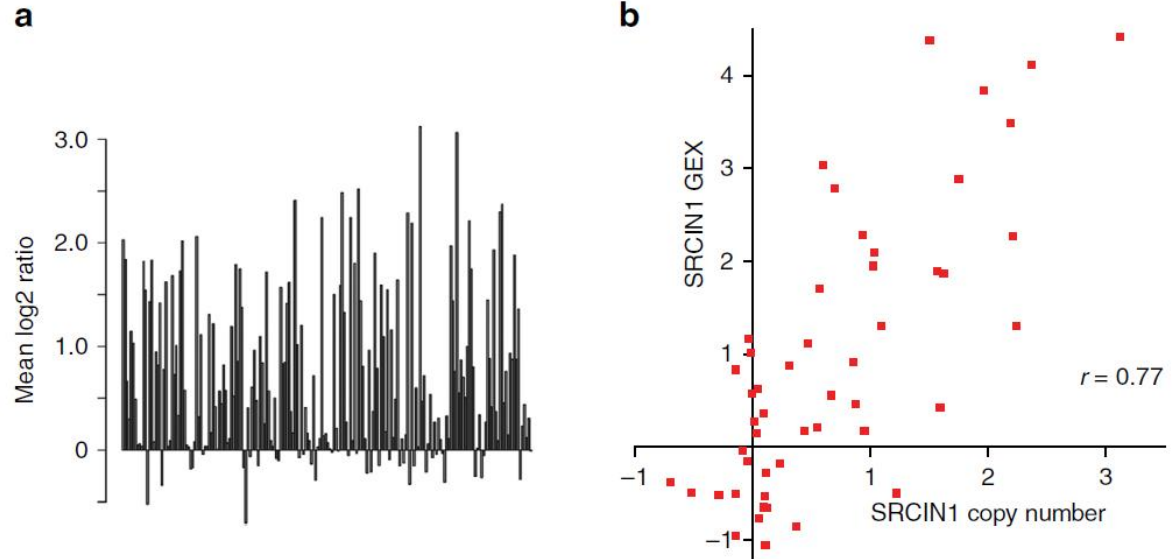 a
3.0
2.0
1.0
0
Mean log2 ratio
b
4
3
2
1
–1
SRCIN1 GEX
r = 0.77
–1
1
2
3
SRCIN1 copy number